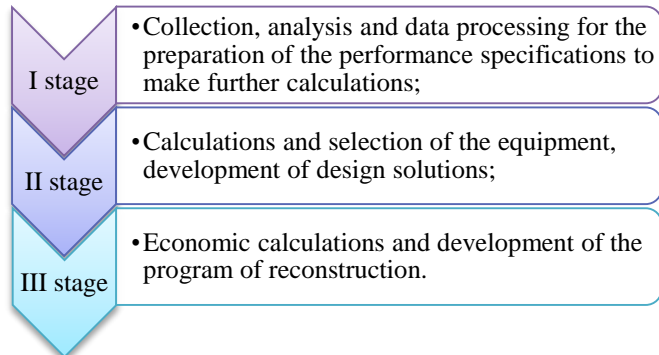 I stage
•Collection, analysis and data processing for the
preparation of the performance specifications to
make further calculations;
II stage
•Calculations and selection of the equipment,
development of design solutions;
III stage
•Economic calculations and development of the
program of reconstruction.